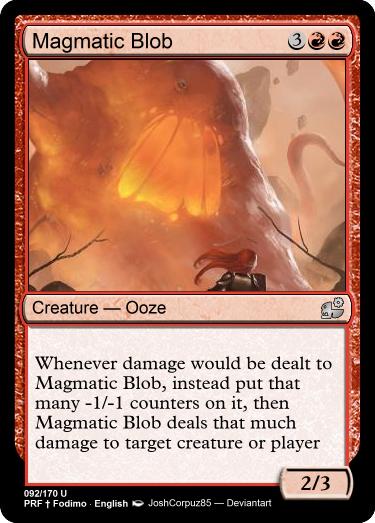 Magmatic Blob 3
Creature — Ooze
Whenever damage would be dealt to
Magmatic Blob, instead put that
many -1/-1 counters on it, then
Magmatic Blob deals that much
damage to target creature or player
2/3
092/170 U
PRF † Fodimo · English JoshCorpuz85 — Deviantart